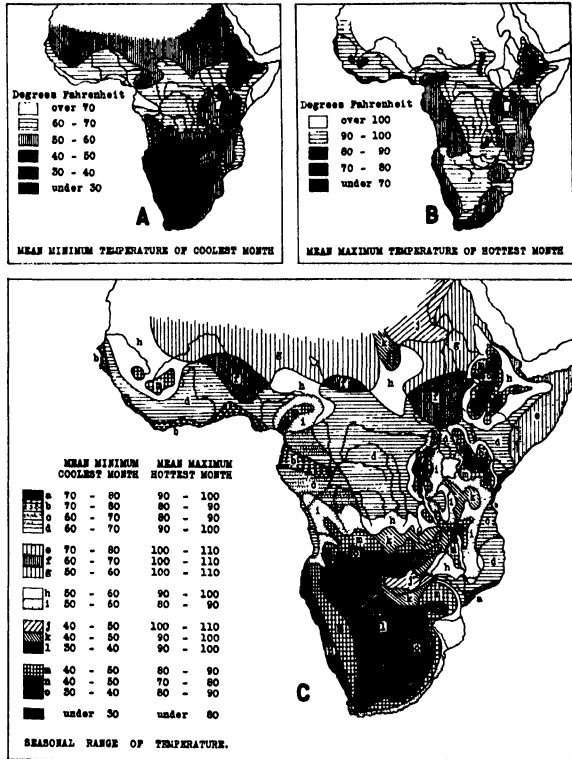 Degrees Fahrenheit
over 70
60 - 70
50 - 60
40 - 50
30 - 40
under 30
A
MEAN MINIMUM TEMPERATURE OF COOLEST MONTH
Degrees Fahrenheit
over 100
90 - 100
80 - 90
70 - 80
under 70
B
MEAN MAXIMUM TEMPERATURE OF HOTTEST MONTH
MEAN MINIMUM MEAN MAXIMUM
COOLEST MONTH HOTTEST MONTH
a 70 - 80 90 - 100
b 70 - 80 80 - 90
c 60 - 70 80 - 90
d 60 - 70 90 - 100
e 70 - 80 100 - 110
f 60 - 70 100 - 110
g 50 - 60 100 - 110
h 50 - 60 90 - 100
i 50 - 60 80 - 90
j 40 - 50 100 - 110
k 40 - 50 90 - 100
l 30 - 40 90 - 100
m 40 - 50 80 - 90
n 40 - 50 70 - 80
o 30 - 40 80 - 90
under 30 under 80
C
SEASONAL RANGE OF TEMPERATURE.
h
g
j
g
h
b
d
b
h
h
h
e
i
d
d
d
d
h
i
i
d
h
a